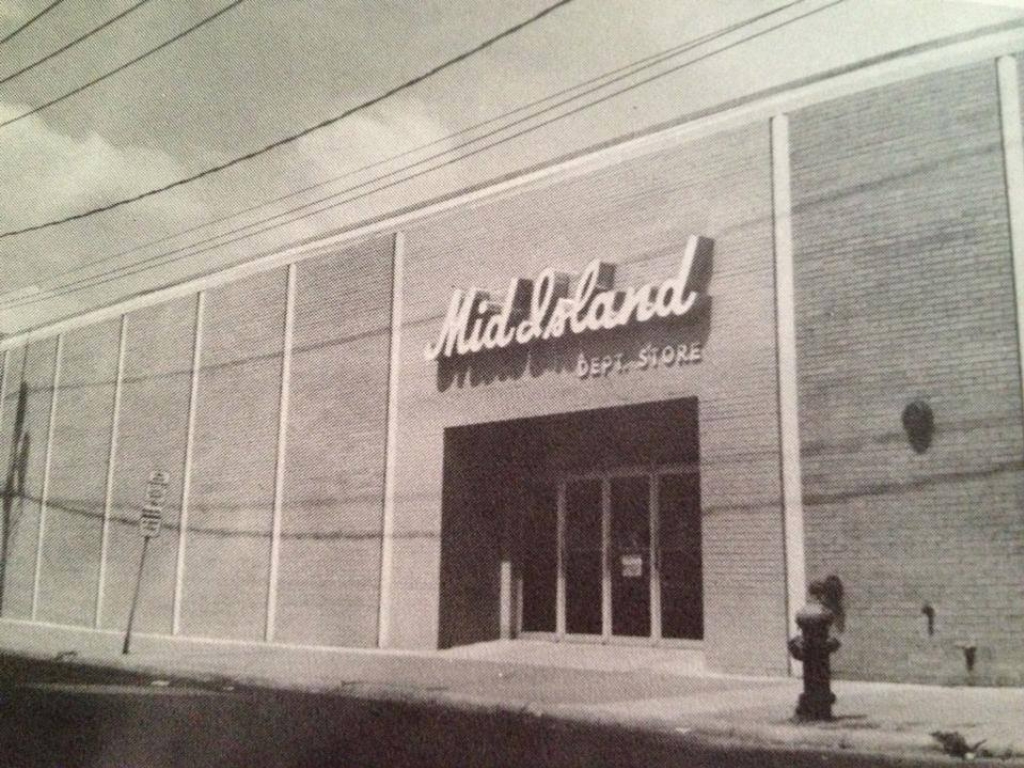 Mid Island
DEPT. STORE